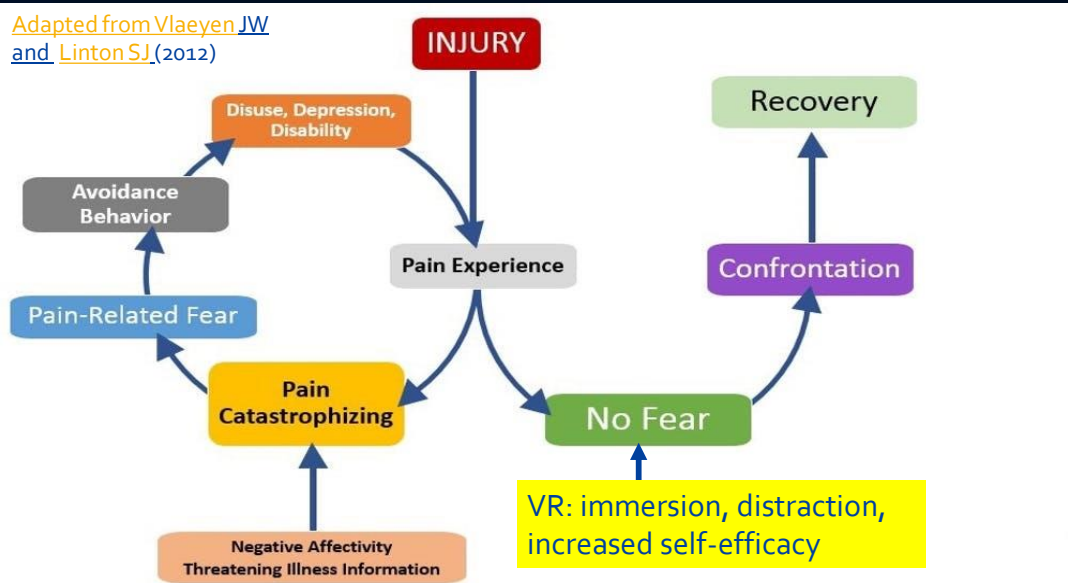 Adapted from Vlaeyen JW
and Linton SJ (2012)
INJURY
Recovery
Disuse, Depression,
Disability
Avoidance
Behavior
Pain Experience
Confrontation
Pain-Related Fear
Pain
Catastrophizing
No Fear
VR: immersion, distraction,
increased self-efficacy
Negative Affectivity
Threatening Illness Information